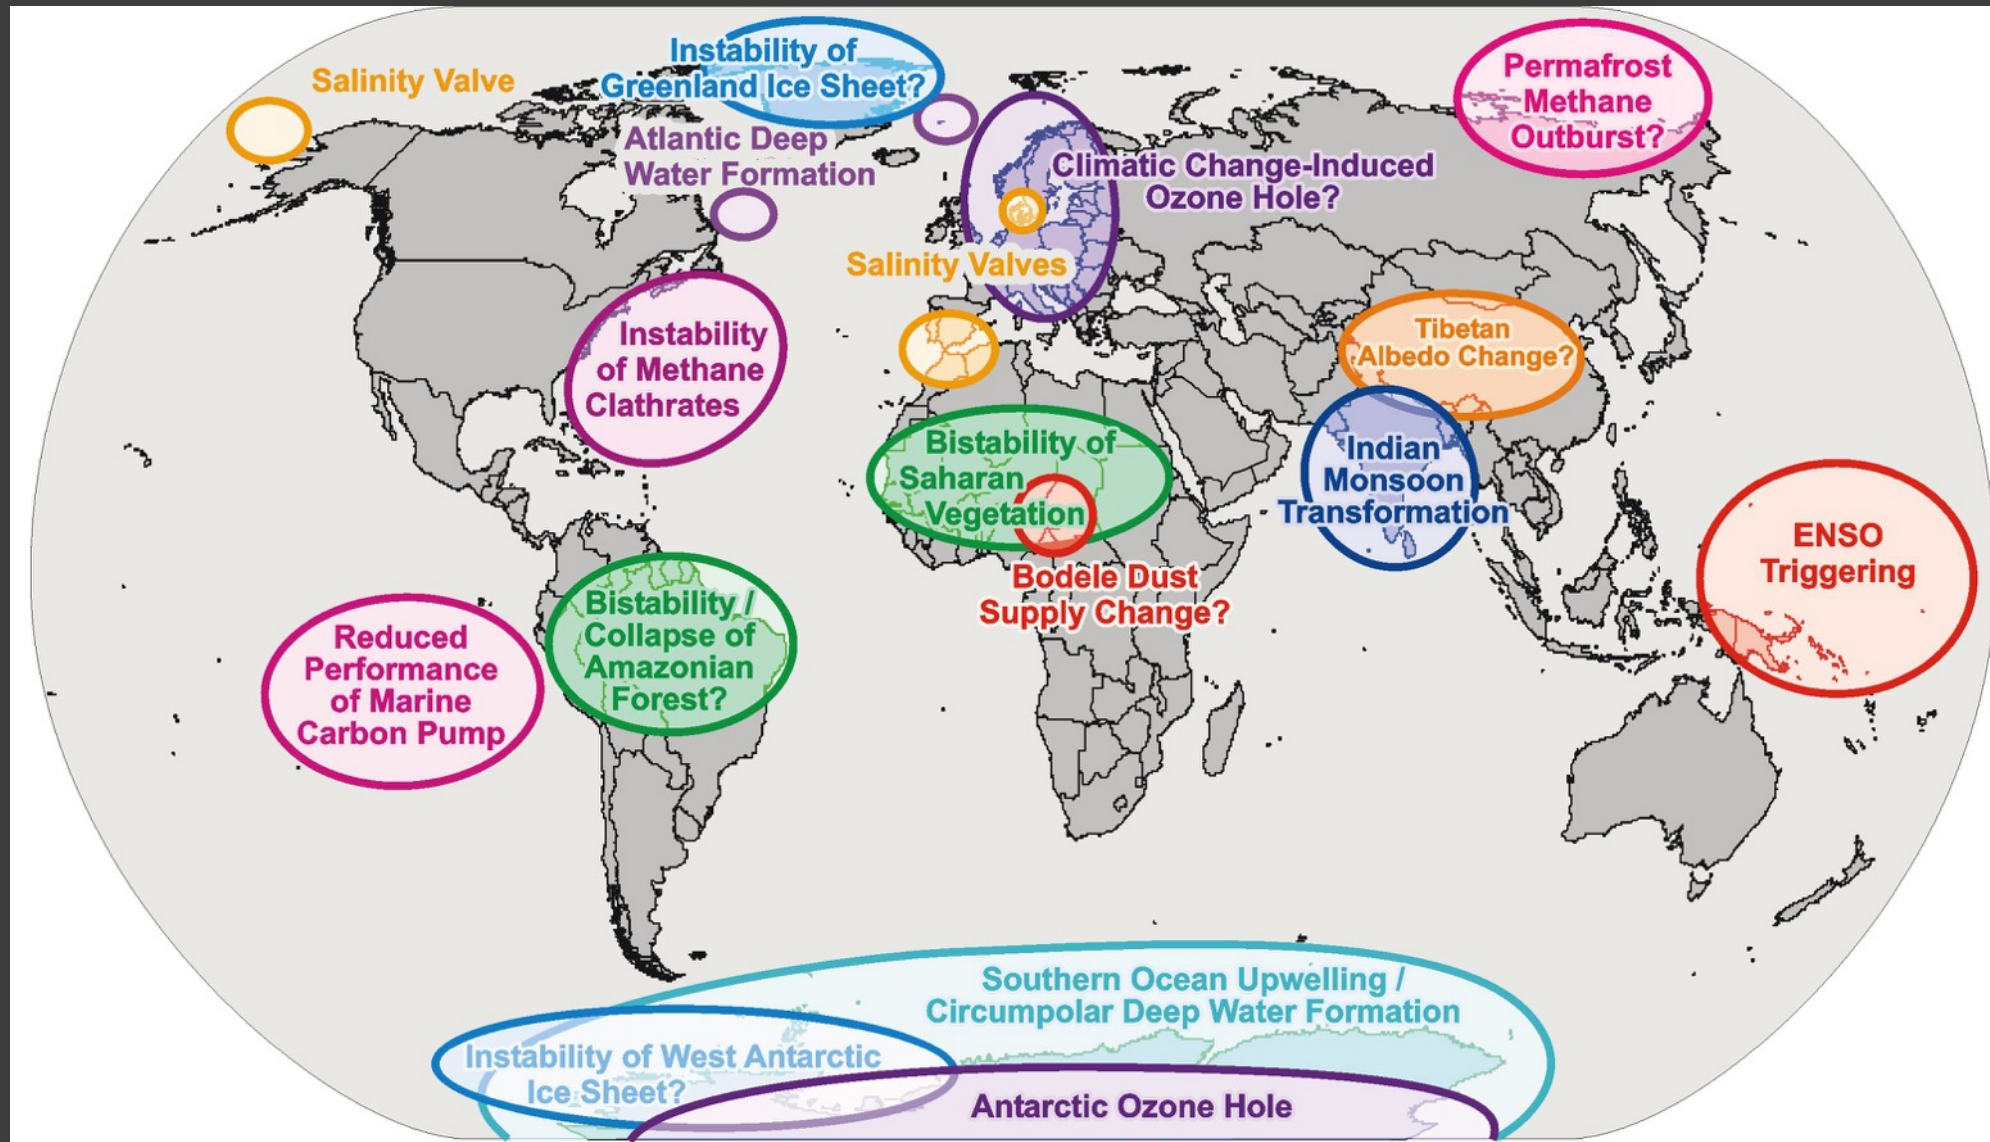 Instability of
Greenland Ice Sheet?
Salinity Valve
Permafrost
Methane
Outburst?
Atlantic Deep
Water Formation
Climatic Change-Induced
Ozone Hole?
Salinity Valves
Instability
of Methane
Clathrates
Tibetan
Albedo Change?
Bistability of
Saharan
Vegetation
Indian
Monsoon
Transformation
ENSO
Triggering
Bodele Dust
Supply Change?
Bistability /
Collapse of
Amazonian
Forest?
Reduced
Performance
of Marine
Carbon Pump
Southern Ocean Upwelling /
Circumpolar Deep Water Formation
Instability of West Antarctic
Ice Sheet?
Antarctic Ozone Hole